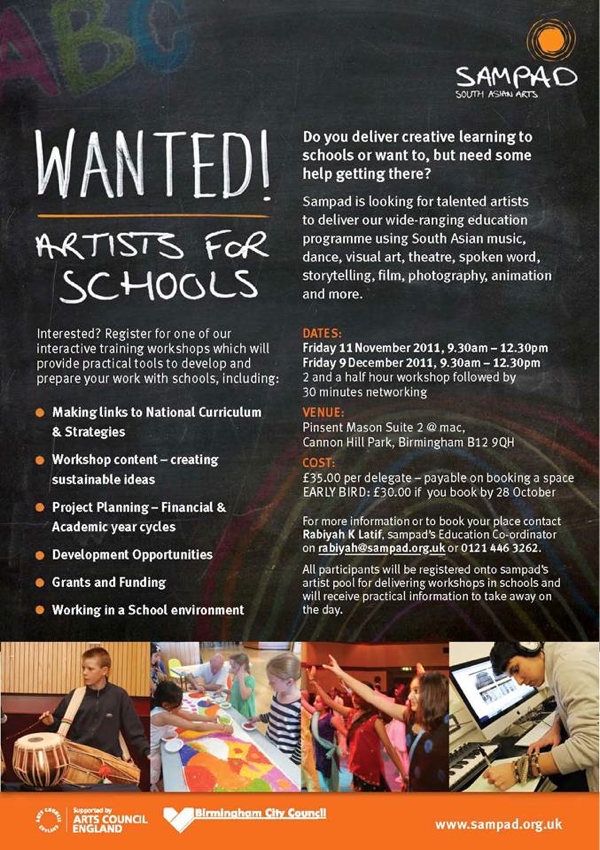 ABC
SAMPAD
SOUTH ASIAN ARTS
WANTED!
ARTISTS FOR
SCHOOLS
Interested? Register for one of our
interactive training workshops which will
provide practical tools to develop and
prepare your work with schools, including:
● Making links to National Curriculum
& Strategies
● Workshop content – creating
sustainable ideas
● Project Planning – Financial &
Academic year cycles
● Development Opportunities
● Grants and Funding
● Working in a School environment
Do you deliver creative learning to
schools or want to, but need some
help getting there?
Sampad is looking for talented artists
to deliver our wide-ranging education
programme using South Asian music,
dance, visual art, theatre, spoken word,
storytelling, film, photography, animation
and more.
DATES:
Friday 11 November 2011, 9.30am – 12.30pm
Friday 9 December 2011, 9.30am – 12.30pm
2 and a half hour workshop followed by
30 minutes networking
VENUE:
Pinsent Mason Suite 2 @ mac,
Cannon Hill Park, Birmingham B12 9QH
COST:
£35.00 per delegate – payable on booking a space
EARLY BIRD: £30.00 if you book by 28 October
For more information or to book your place contact
Rabiyah K Latif, sampad's Education Co-ordinator
on rabiyah@sampad.org.uk or 0121 446 3262.
All participants will be registered onto sampad's
artist pool for delivering workshops in schools and
will receive practical information to take away on
the day.
Supported by
ARTS COUNCIL
ENGLAND
Birmingham City Council
www.sampad.org.uk